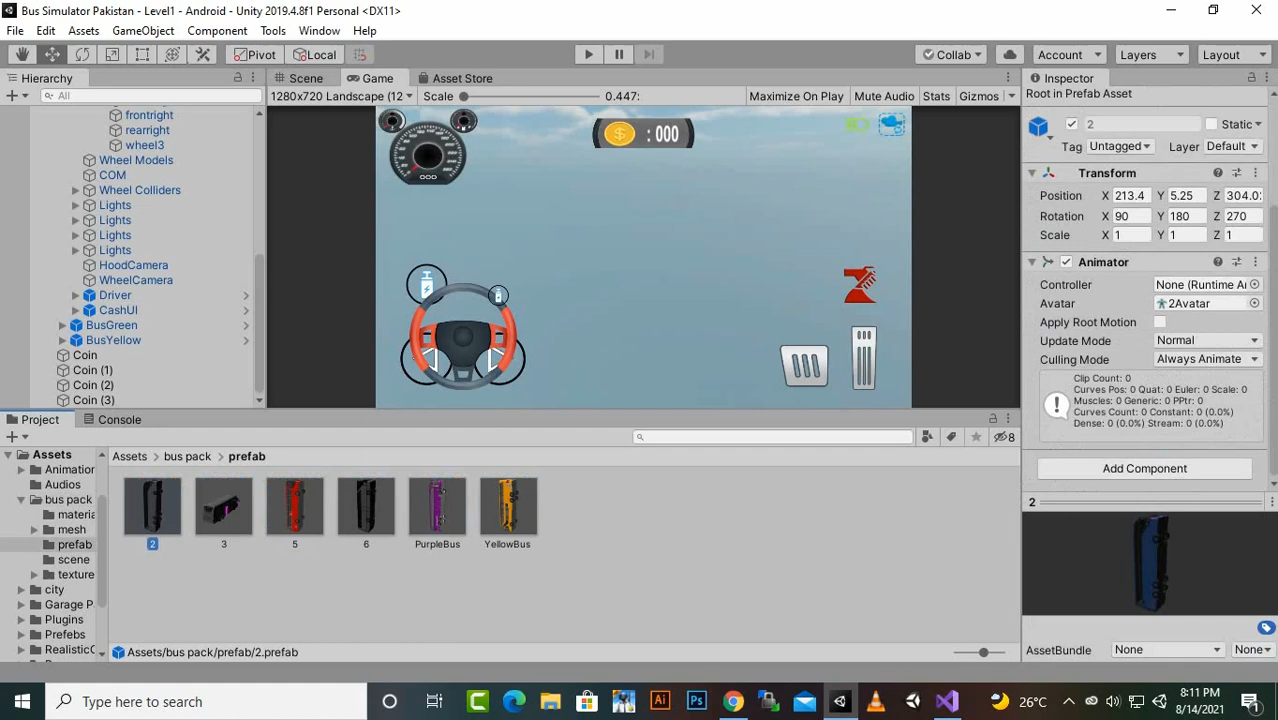 Bus Simulator Pakistan - Level1 - Android - Unity 2019.4.8f1 Personal <DX11>
File Edit Assets GameObject Component Tools Window Help
Pivot Local Collab Account Layers Layout
Hierarchy
All
frontright
rearright
wheel3
Wheel Models
COM
Wheel Colliders
Lights
Lights
Lights
Lights
HoodCamera
WheelCamera
Driver
CashUI
BusGreen
BusYellow
Coin
Coin (1)
Coin (2)
Coin (3)
Scene Game Asset Store
1280x720 Landscape (12 Scale 0.447: Maximize On Play Mute Audio Stats Gizmos
: 000
000
Inspector
Root in Prefab Asset
2 Static
Tag Untagged Layer Default
Transform
Position X 213.4 Y 5.25 Z 304.0
Rotation X 90 Y 180 Z 270
Scale X 1 Y 1 Z 1
Animator
Controller None (Runtime Ar
Avatar 2Avatar
Apply Root Motion
Update Mode Normal
Culling Mode Always Animate
Clip Count: 0
Curves Pos: 0 Quat: 0 Euler: 0 Scale: 0
Muscles: 0 Generic: 0 PPtr: 0
Curves Count: 0 Constant: 0 (0.0%)
Dense: 0 (0.0%) Stream: 0 (0.0%)
Add Component
2
AssetBundle None None
Project Console
8
Assets
Animation
Audios
bus pack
materia
mesh
prefab
scene
texture
city
Garage P
Plugins
Prefebs
RealisticC
Assets bus pack prefab
2 3 5 6 PurpleBus YellowBus
Assets/bus pack/prefab/2.prefab
Type here to search
26°C
8:11 PM
8/14/2021
1